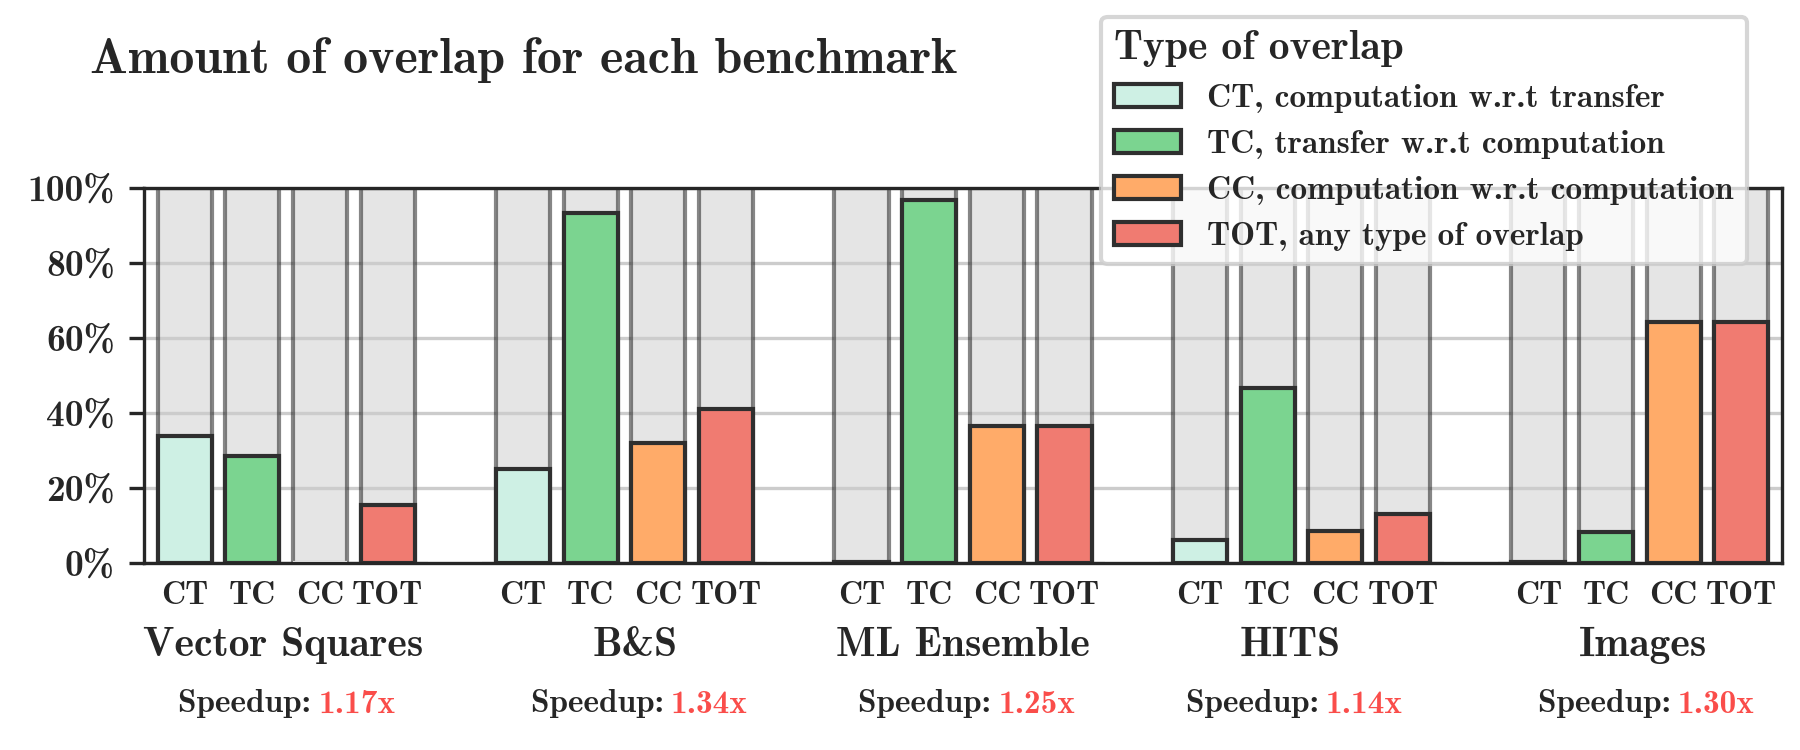 Amount of overlap for each benchmark
Type of overlap
CT, computation w.r.t transfer
TC, transfer w.r.t computation
CC, computation w.r.t computation
TOT, any type of overlap
100%
80%
60%
40%
20%
0%
CT TC CC TOT CT TC CC TOT CT TC CC TOT CT TC CC TOT CT TC CC TOT
Vector Squares B&S ML Ensemble HITS Images
Speedup: 1.17x Speedup: 1.34x Speedup: 1.25x Speedup: 1.14x Speedup: 1.30x